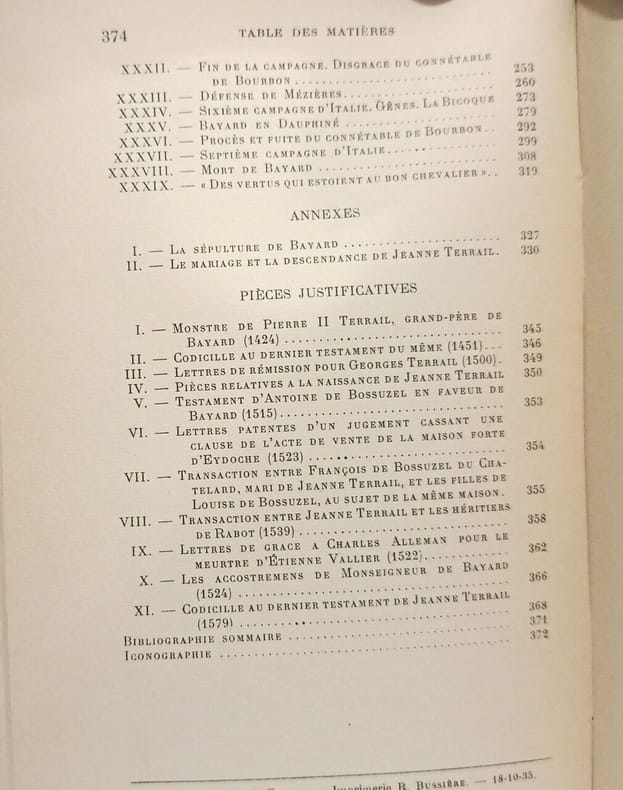 374 TABLE DES MATIÈRES
XXXII. — FIN DE LA CAMPAGNE. DISGRACE DU CONNÉTABLE
DE BOURBON .......................... 253
XXXIII. — DÉFENSE DE MÉZIÈRES.................... 260
XXXIV. — SIXIÈME CAMPAGNE D'ITALIE. GÊNES. LA BICOQUE 273
XXXV. — BAYARD EN DAUPHINÉ .................... 279
XXXVI. — PROCÈS ET FUITE DU CONNÉTABLE DE BOURBON.. 292
XXXVII. — SEPTIÈME CAMPAGNE D'ITALIE.............. 299
XXXVIII. — MORT DE BAYARD ........................ 308
XXXIX. — « DES VERTUS QUI ESTOIENT AU BON CHEVALIER ».. 319
ANNEXES
I. — LA SÉPULTURE DE BAYARD .................... 327
II. — LE MARIAGE ET LA DESCENDANCE DE JEANNE TERRAIL. 330
PIÈCES JUSTIFICATIVES
I. — MONSTRE DE PIERRE II TERRAIL, GRAND-PÈRE DE
BAYARD (1424) ............................ 345
II. — CODICILLE AU DERNIER TESTAMENT DU MÊME (1451)... 346
III. — LETTRES DE RÉMISSION POUR GEORGES TERRAIL (1500). 349
IV. — PIÈCES RELATIVES A LA NAISSANCE DE JEANNE TERRAIL 350
V. — TESTAMENT D'ANTOINE DE BOSSUZEL EN FAVEUR DE
BAYARD (1515)............................ 353
VI. — LETTRES PATENTES D'UN JUGEMENT CASSANT UNE
CLAUSE DE L'ACTE DE VENTE DE LA MAISON FORTE
D'EYDOCHE (1523) ........................ 354
VII. — TRANSACTION ENTRE FRANÇOIS DE BOSSUZEL DU CHA-
TELARD, MARI DE JEANNE TERRAIL, ET LES FILLES DE
LOUISE DE BOSSUZEL, AU SUJET DE LA MÊME MAISON. 355
VIII. — TRANSACTION ENTRE JEANNE TERRAIL ET LES HÉRITIERS
DE RABOT (1539) .......................... 358
IX. — LETTRES DE GRACE A CHARLES ALLEMAN POUR LE
MEURTRE D'ÉTIENNE VALLIER (1522)............ 362
X. — LES ACCOSTREMENS DE MONSEIGNEUR DE BAYARD
(1524) .................................. 366
XI. — CODICILLE AU DERNIER TESTAMENT DE JEANNE TERRAIL
(1579) .................................. 368
BIBLIOGRAPHIE SOMMAIRE ........................ 371
ICONOGRAPHIE .................................. 372
Imprimerie R. BUSSIÈRE. — 18-10-35.